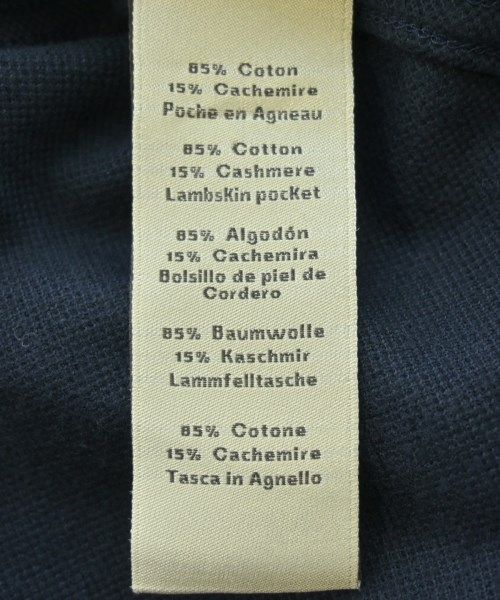 85% Coton
15% Cachemire
Poche en Agneau
85% Cotton
15% Cashmere
LambsKin pocKet
85% Algodón
15% Cachemira
Bolsillo de piel de
Cordero
85% Baumwolle
15% Kaschmir
Lammfelltasche
85% Cotone
15% Cachemire
Tasca in Agnello